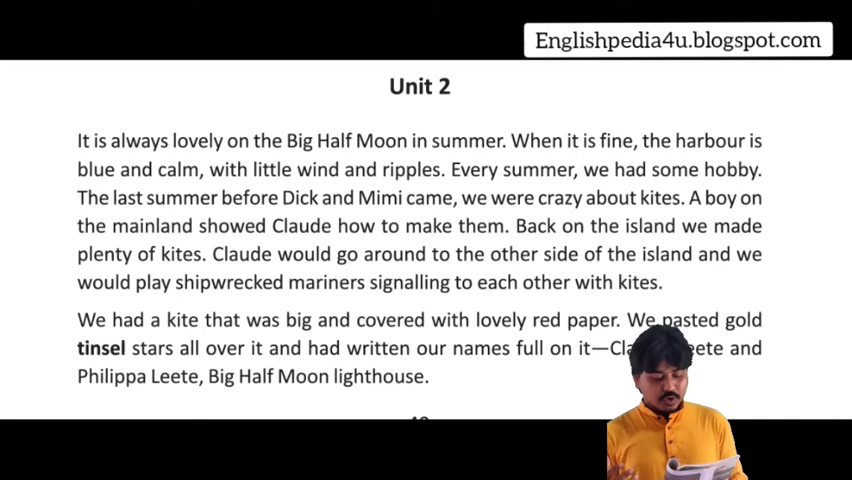 Englishpedia4u.blogspot.com
Unit 2
It is always lovely on the Big Half Moon in summer. When it is fine, the harbour is
blue and calm, with little wind and ripples. Every summer, we had some hobby.
The last summer before Dick and Mimi came, we were crazy about kites. A boy on
the mainland showed Claude how to make them. Back on the island we made
plenty of kites. Claude would go around to the other side of the island and we
would play shipwrecked mariners signalling to each other with kites.
We had a kite that was big and covered with lovely red paper. We pasted gold
tinsel stars all over it and had written our names full on it—Cla eete and
Philippa Leete, Big Half Moon lighthouse.